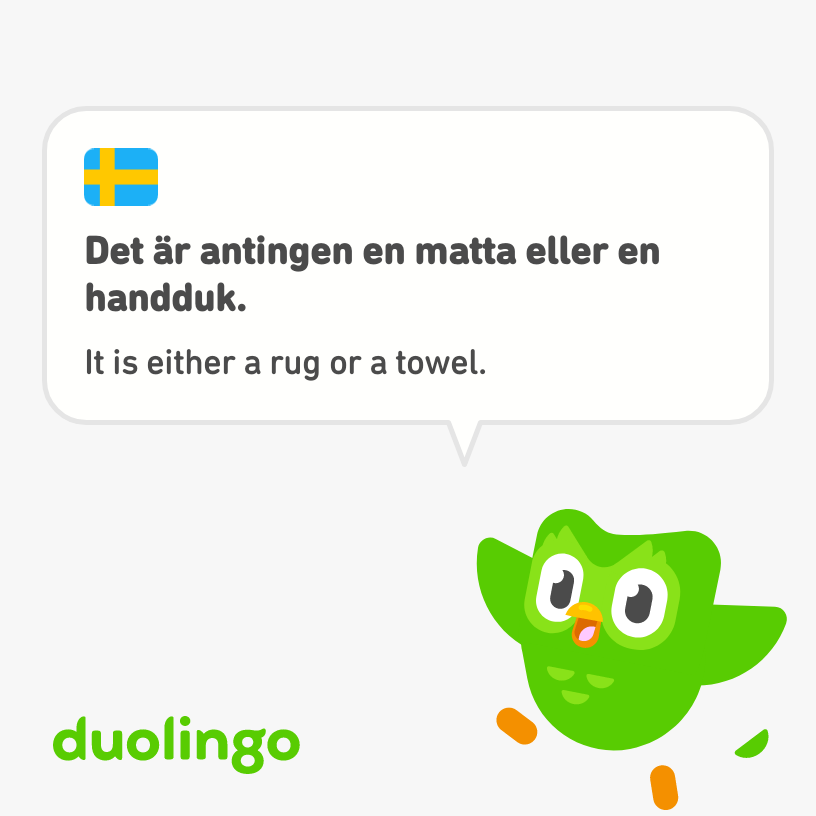 Det är antingen en matta eller en
handduk.
It is either a rug or a towel.
duolingo